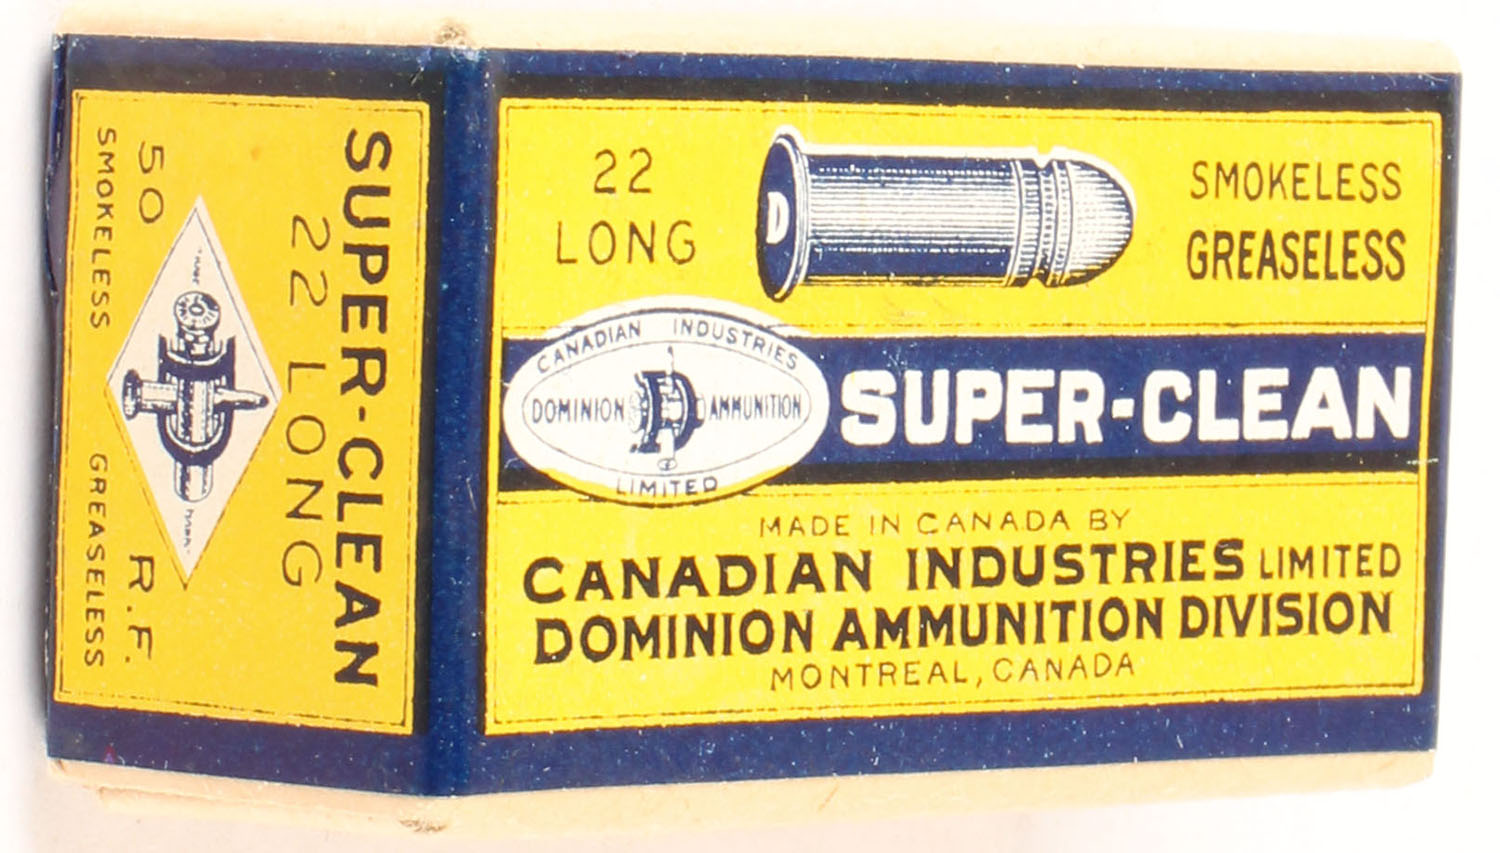 SUPER-CLEAN
22 LONG
50 R.F.
SMOKELESS GREASELESS
22
LONG
D
SMOKELESS
GREASELESS
CANADIAN INDUSTRIES
DOMINION AMMUNITION
LIMITED
SUPER-CLEAN
MADE IN CANADA BY
CANADIAN INDUSTRIES LIMITED
DOMINION AMMUNITION DIVISION
MONTREAL, CANADA